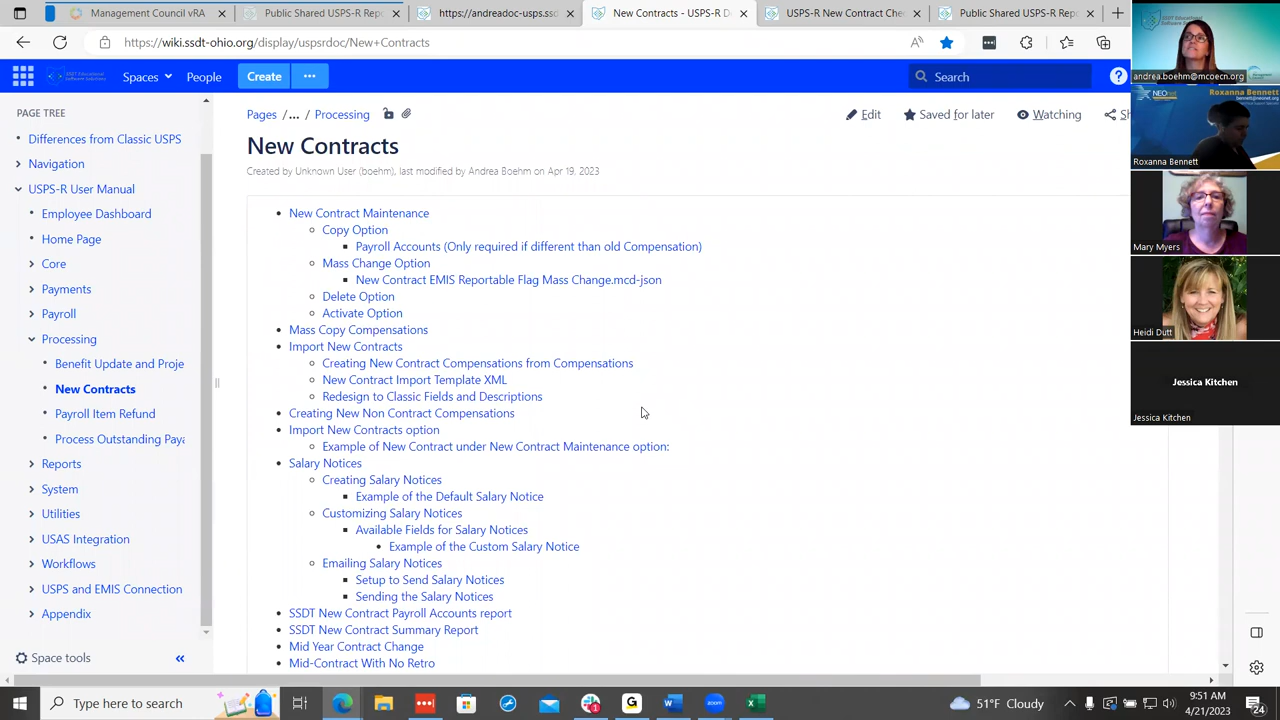 New Contracts - USPS-R D
USPS-R New Contract Che
Public Shared USPS-R Rep
https://andreadoc-usps.ssd
https://wiki.ssdt-ohio.org/display/uspsrdoc/New+Contracts
Spaces
People
Create
Search
PAGE TREE
Differences from Classic USPS
Navigation
USPS-R User Manual
Employee Dashboard
Home Page
Core
Payments
Payroll
Processing
Benefit Update and Proje
New Contracts
Payroll Item Refund
Process Outstanding Paya
Reports
System
Utilities
USAS Integration
Workflows
USPS and EMIS Connection
Appendix
Space tools
Pages /... / Processing
Edit
Saved for later
Watching
Sh
New Contracts
Created by Unknown User (boehm), last modified by Andrea Boehm on Apr 19, 2023
New Contract Maintenance
Copy Option
Payroll Accounts (Only required if different than old Compensation)
Mass Change Option
New Contract EMIS Reportable Flag Mass Change.mcd-json
Delete Option
Activate Option
Mass Copy Compensations
Import New Contracts
Creating New Contract Compensations from Compensations
New Contract Import Template XML
Redesign to Classic Fields and Descriptions
Creating New Non Contract Compensations
Import New Contracts option
Example of New Contract under New Contract Maintenance option:
Salary Notices
Creating Salary Notices
Example of the Default Salary Notice
Customizing Salary Notices
Available Fields for Salary Notices
Example of the Custom Salary Notice
Emailing Salary Notices
Setup to Send Salary Notices
Sending the Salary Notices
SSDT New Contract Payroll Accounts report
SSDT New Contract Summary Report
Mid Year Contract Change
Mid-Contract With No Retro
andrea.boehm@mcoecn.org
NEOnet
Roxanna Bennett
bennett@neonet.org
Roxanna Bennett
Mary Myers
Heidi Dutt
Jessica Kitchen
Jessica Kitchen
Type here to search
51°F Cloudy
9:51 AM
4/21/2023
24